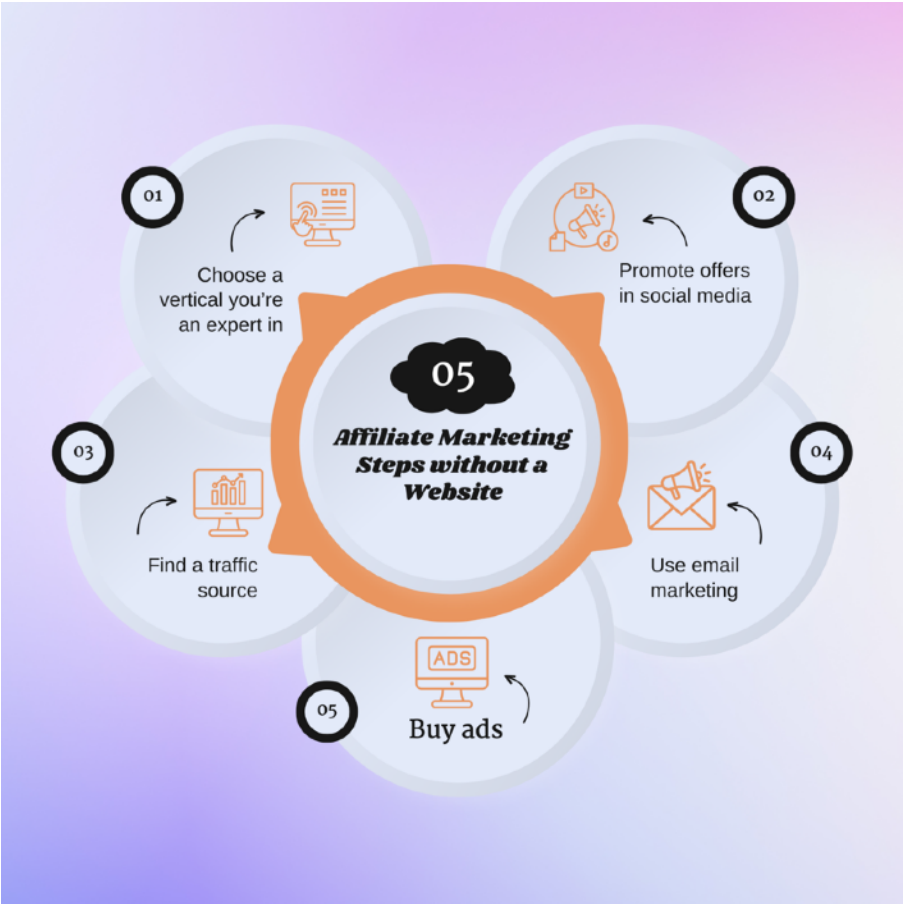 01
Choose a
vertical you're
an expert in
02
Promote offers
in social media
05
Affiliate Marketing
Steps without a
Website
03
Find a traffic
source
04
Use email
marketing
05
ADS
Buy ads